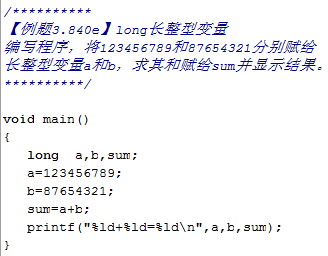 /**********
【例题3.840e】long长整型变量
编写程序，将123456789和87654321分别赋给
长整型变量a和b，求其和赋给sum并显示结果。
**********/
void main()
{
long a,b,sum;
a=123456789;
b=87654321;
sum=a+b;
printf("%ld+%ld=%ld\n",a,b,sum);
}